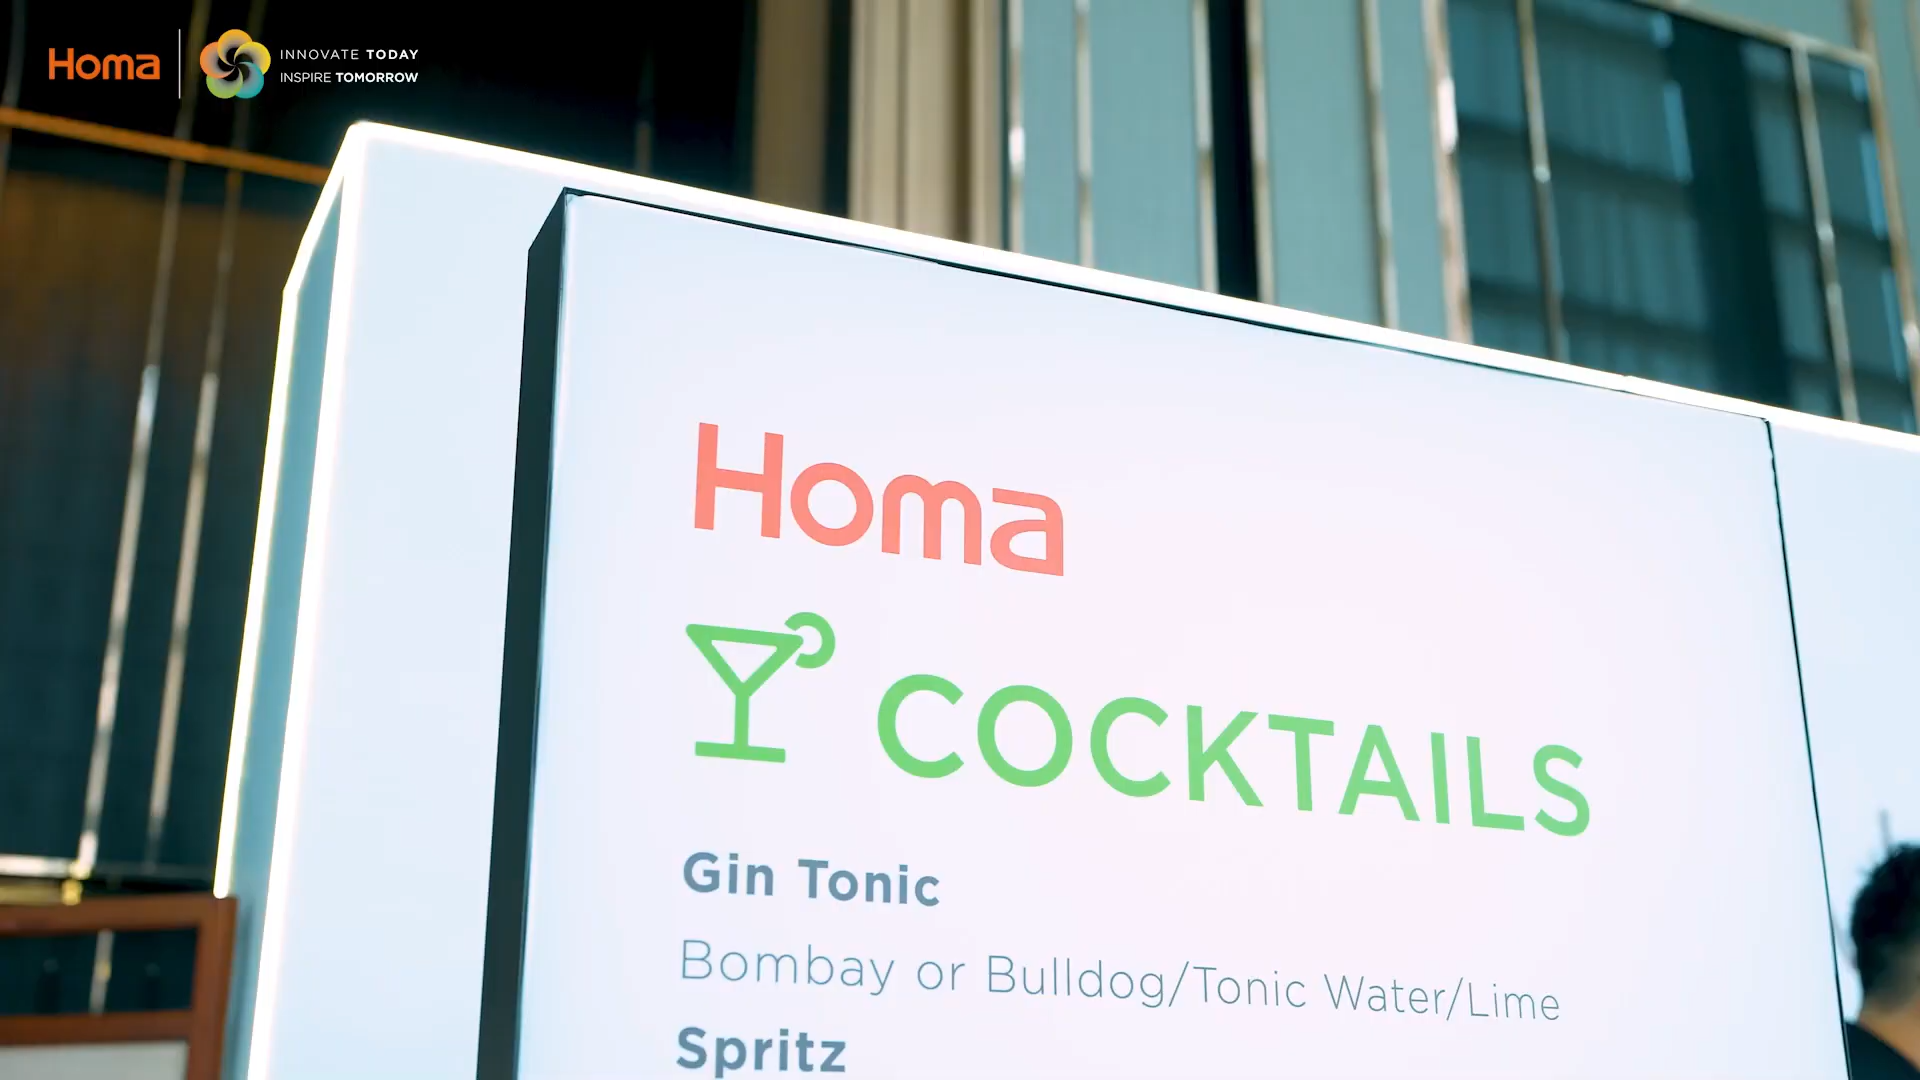 Homa
INNOVATE TODAY
INSPIRE TOMORROW
Homa
COCKTAILS
Gin Tonic
Bombay or Bulldog/Tonic Water/Lime
Spritz